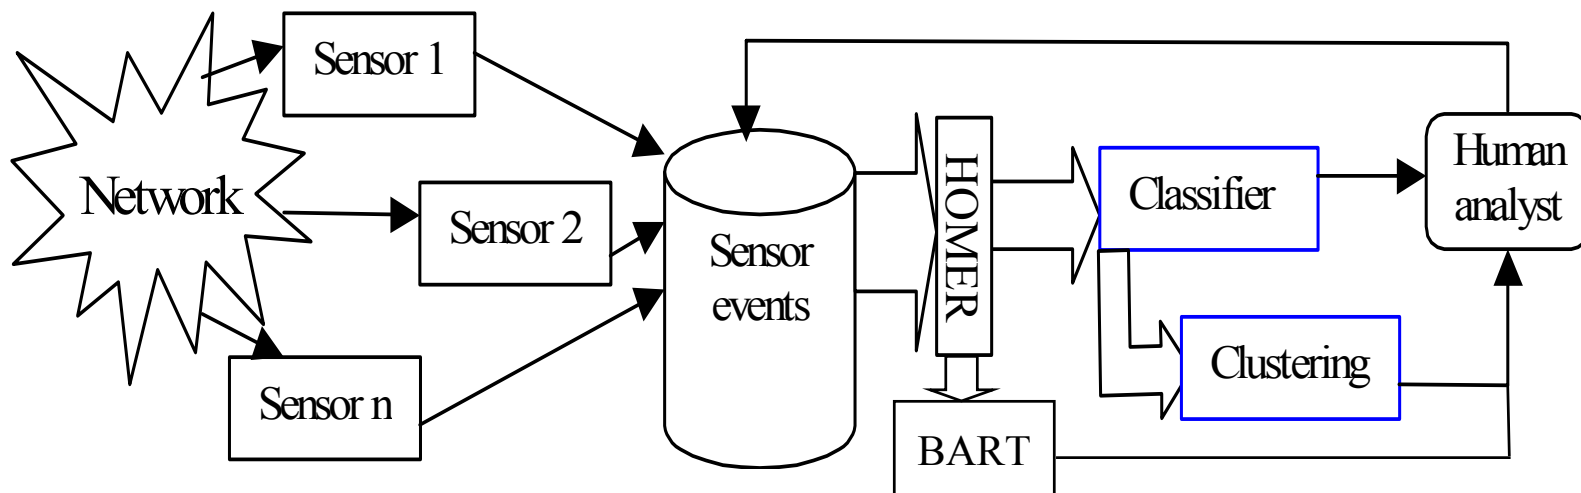 Network
Sensor 1
Sensor 2
Sensor n
Sensor
events
HOMER
BART
Classifier
Clustering
Human
analyst